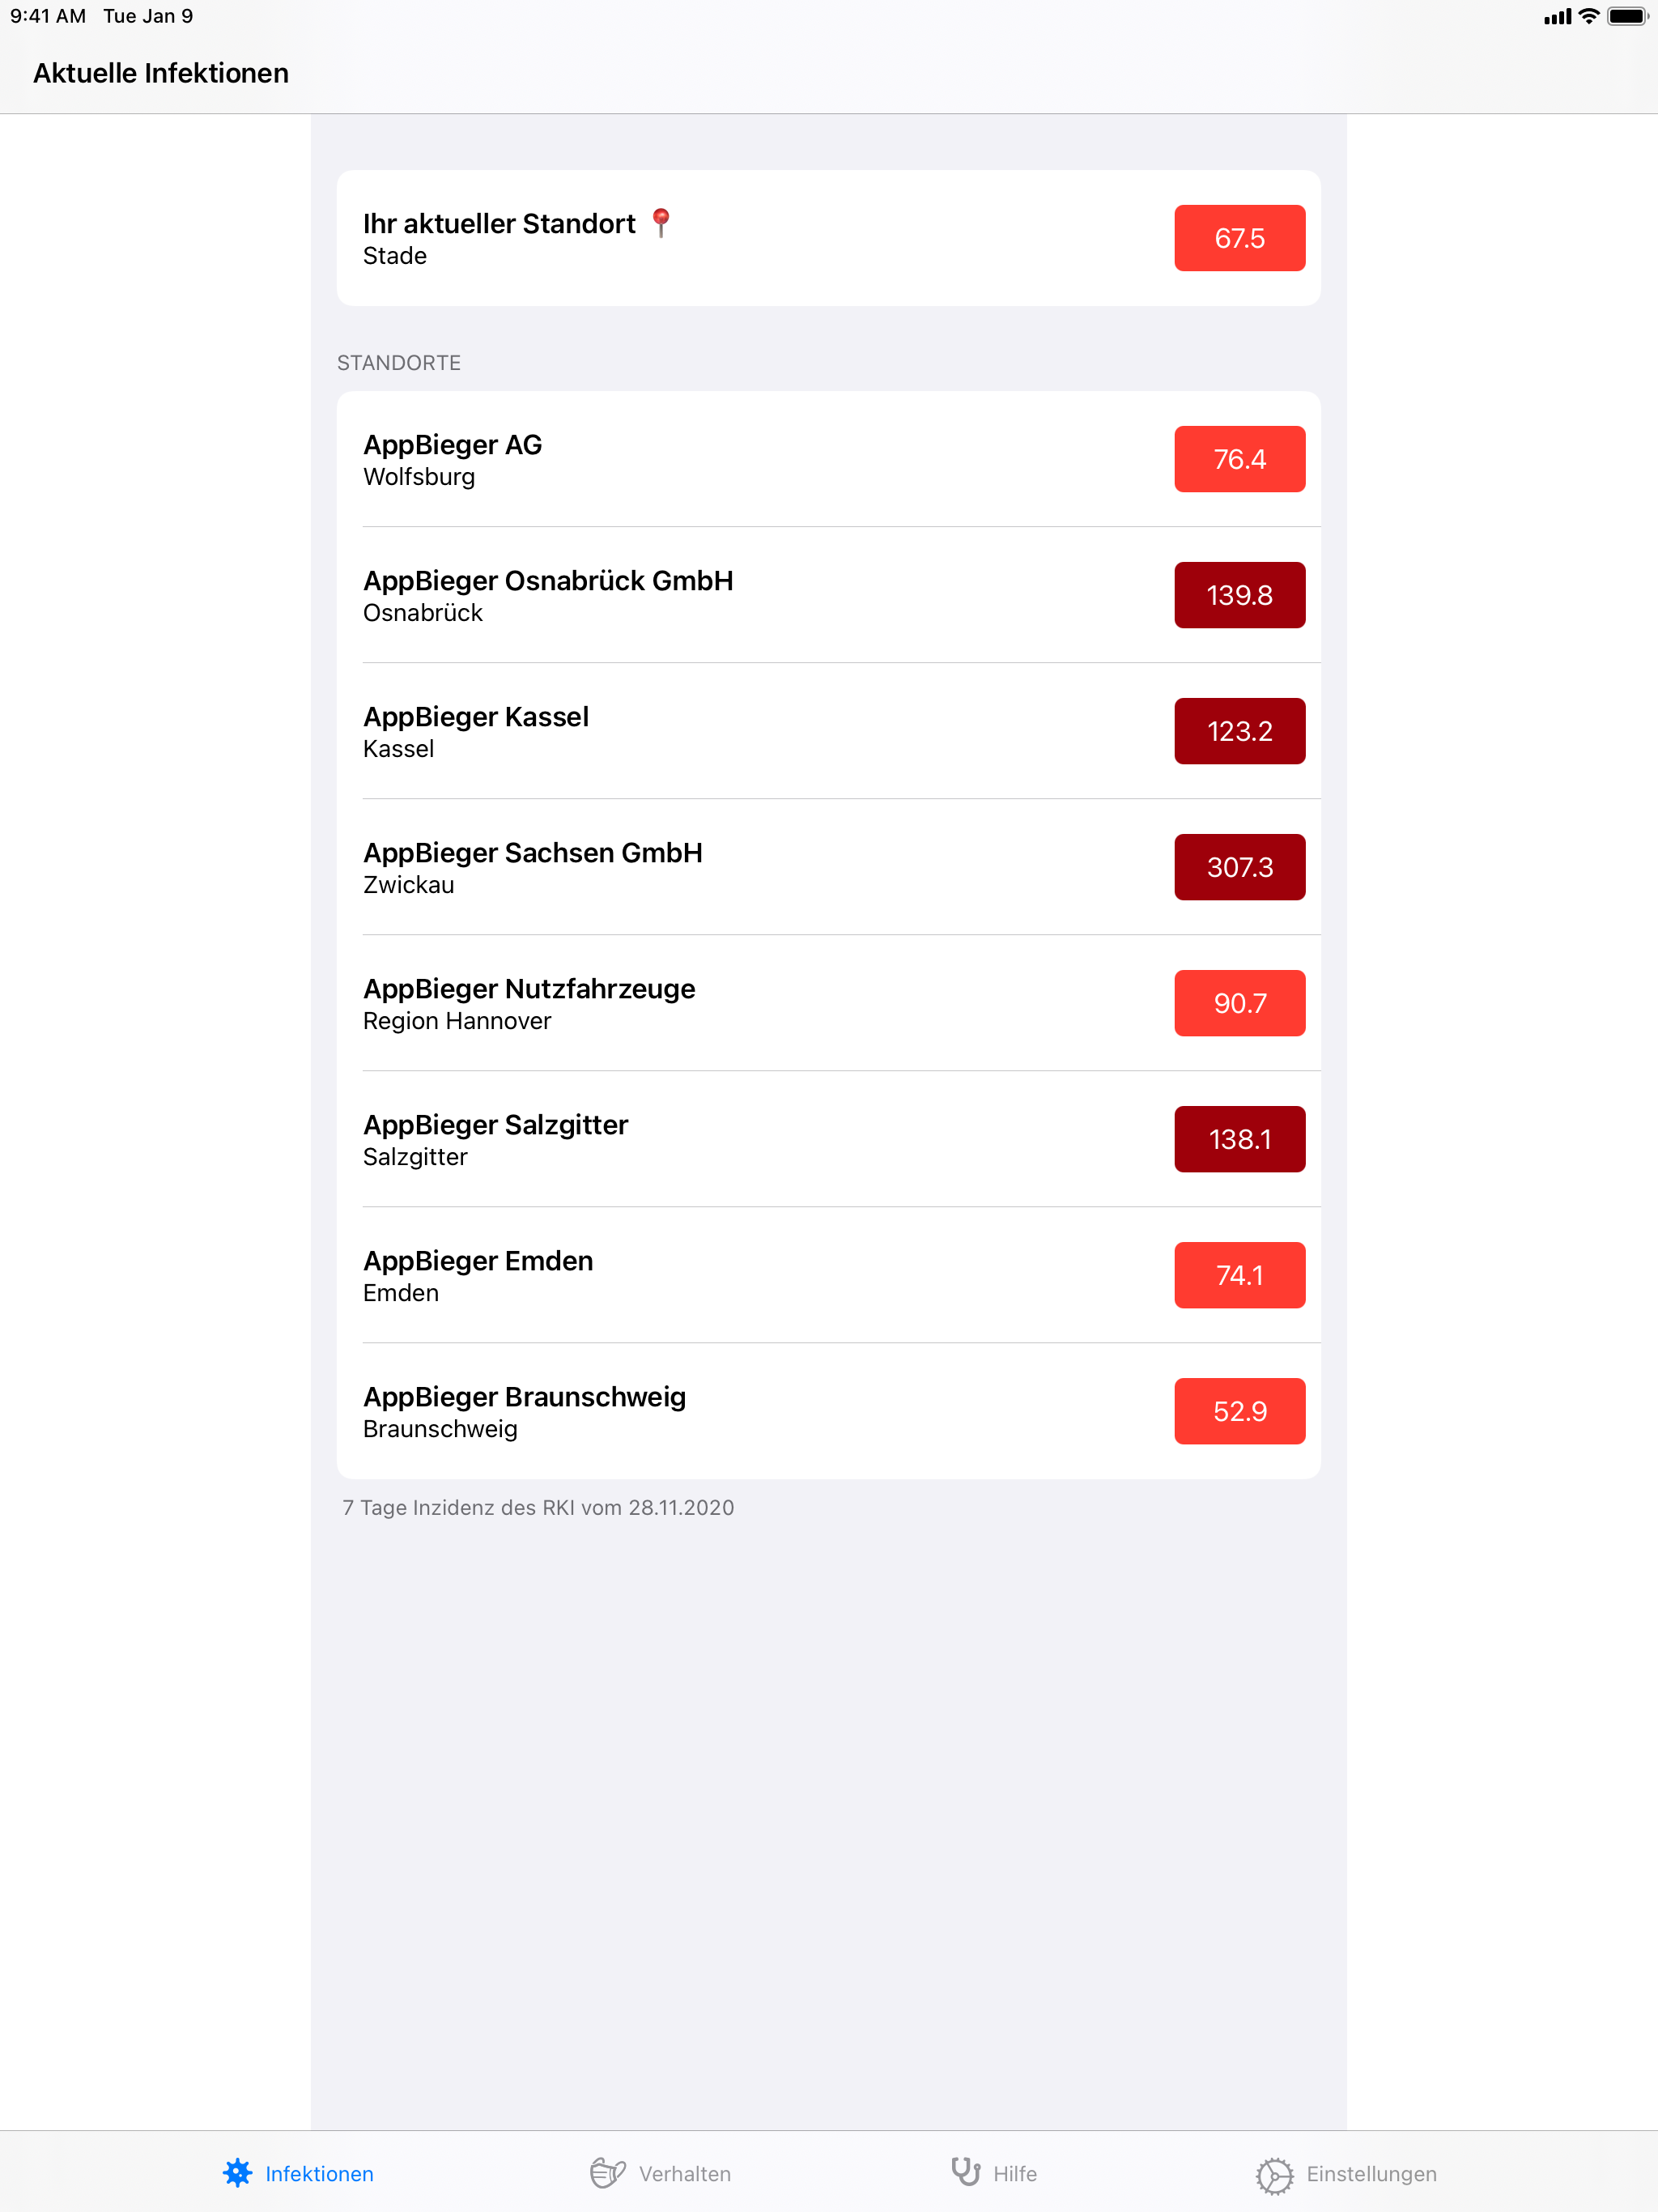 9:41 AM Tue Jan 9
Aktuelle Infektionen
Ihr aktueller Standort
Stade
67.5
STANDORTE
AppBieger AG
Wolfsburg
76.4
AppBieger Osnabrück GmbH
Osnabrück
139.8
AppBieger Kassel
Kassel
123.2
AppBieger Sachsen GmbH
Zwickau
307.3
AppBieger Nutzfahrzeuge
Region Hannover
90.7
AppBieger Salzgitter
Salzgitter
138.1
AppBieger Emden
Emden
74.1
AppBieger Braunschweig
Braunschweig
52.9
7 Tage Inzidenz des RKI vom 28.11.2020
Infektionen
Verhalten
Hilfe
Einstellungen